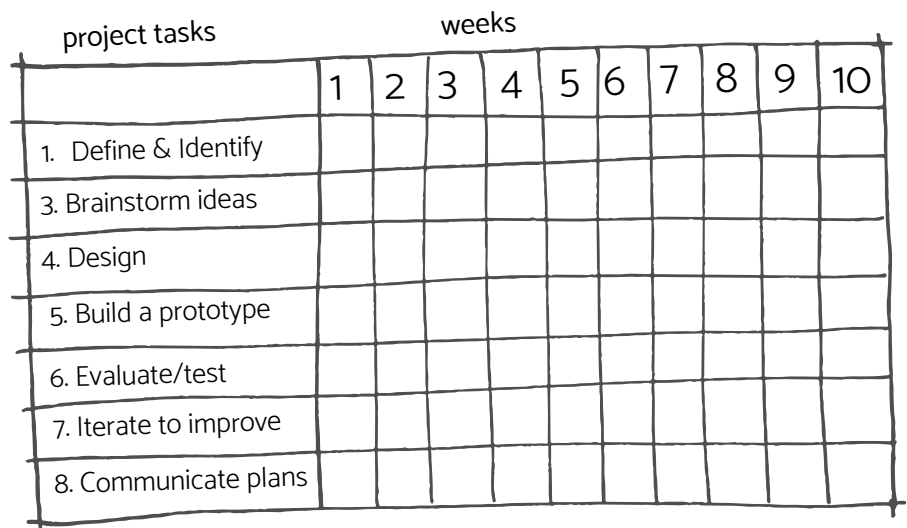 project tasks weeks
1 2 3 4 5 6 7 8 9 10
1. Define & Identify
3. Brainstorm ideas
4. Design
5. Build a prototype
6. Evaluate/test
7. Iterate to improve
8. Communicate plans